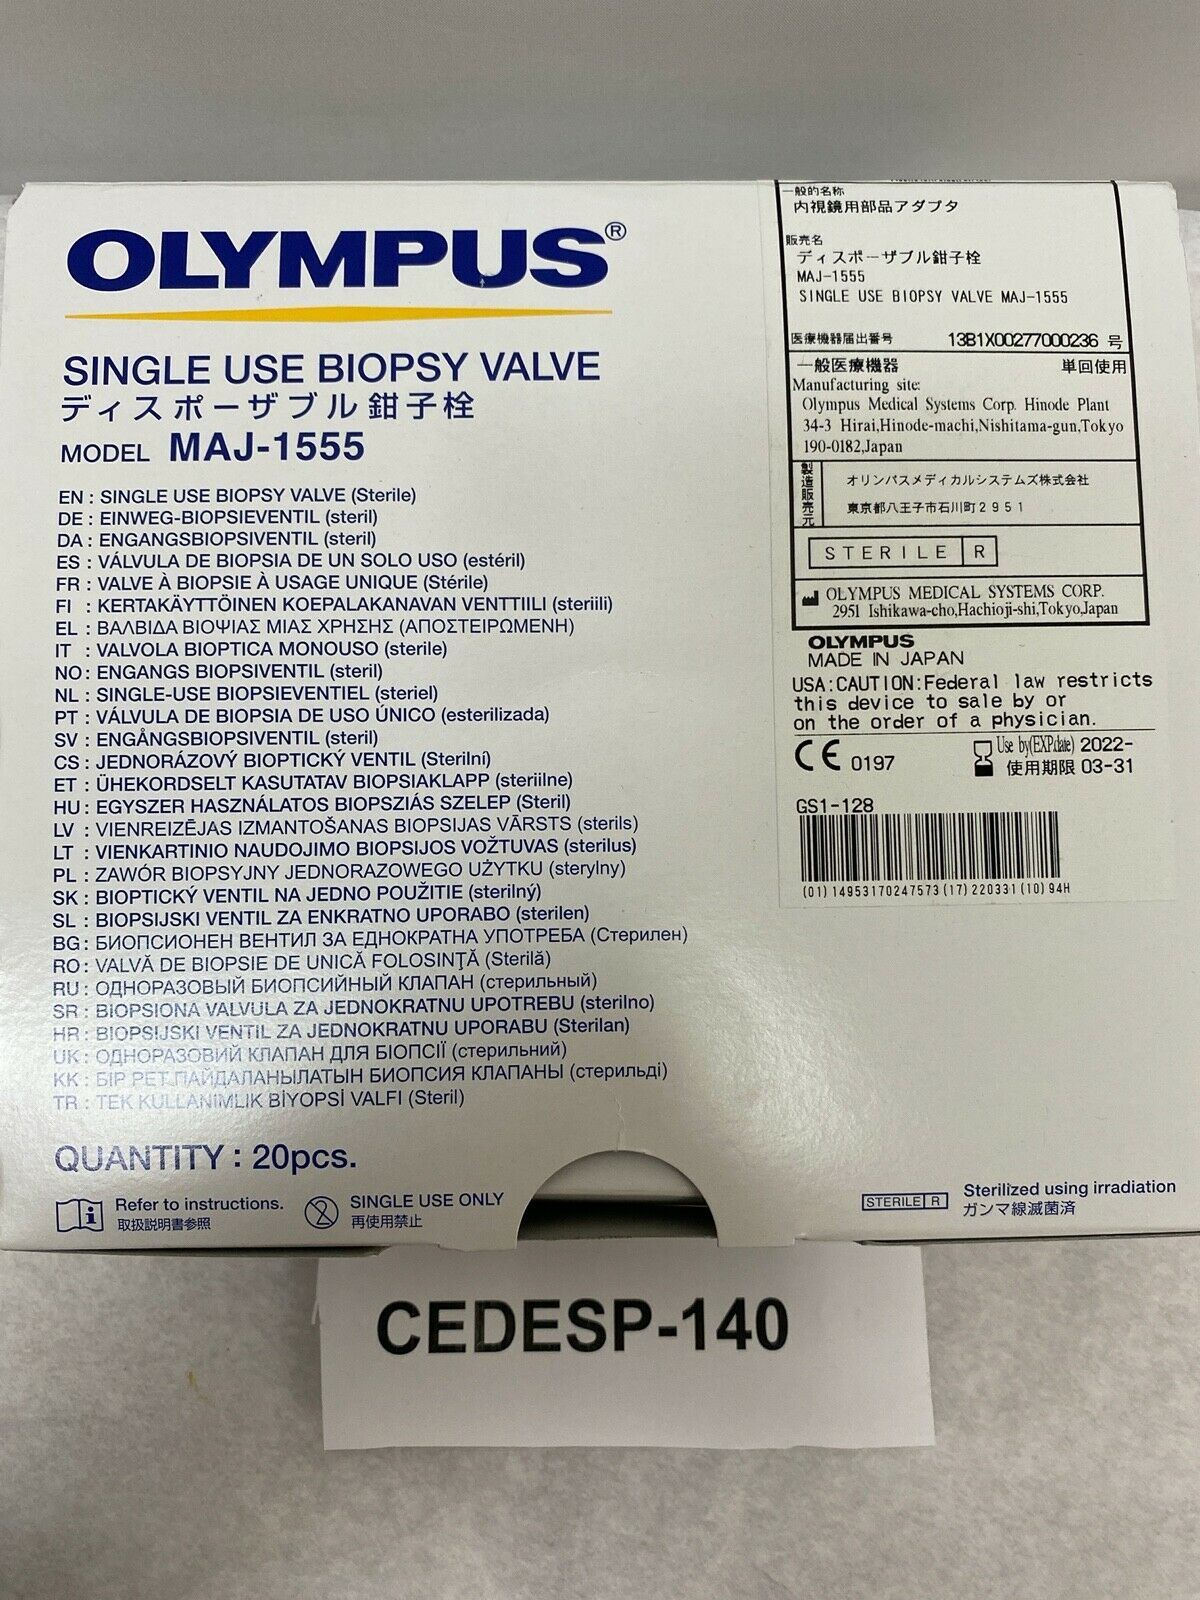 OLYMPUS®
SINGLE USE BIOPSY VALVE
ディスポーザブル鉗子栓
MODEL MAJ-1555
EN : SINGLE USE BIOPSY VALVE (Sterile)
DE : EINWEG-BIOPSIEVENTIL (steril)
DA : ENGANGSBIOPSIVENTIL (steril)
ES : VÁLVULA DE BIOPSIA DE UN SOLO USO (estéril)
FR : VALVE À BIOPSIE À USAGE UNIQUE (Stérile)
FI : KERTAKÄYTTÖINEN KOEPALAKANAVAN VENTTIILI (steriili)
EL : ΒΑΛΒΙΔΑ ΒΙΟΨΙΑΣ ΜΙΑΣ ΧΡΗΣΗΣ (ΑΠΟΣΤΕΙΡΩΜΕΝΗ)
IT : VALVOLA BIOPTICA MONOUSO (sterile)
NO : ENGANGS BIOPSIVENTIL (steril)
NL : SINGLE-USE BIOPSIEVENTIEL (steriel)
PT : VÁLVULA DE BIOPSIA DE USO ÚNICO (esterilizada)
SV : ENGÅNGSBIOPSIVENTIL (steril)
CS : JEDNORÁZOVÝ BIOPTICKÝ VENTIL (Sterilní)
ET : ÜHEKORDSELT KASUTATAV BIOPSIAKLAPP (steriilne)
HU : EGYSZER HASZNÁLATOS BIOPSZIÁS SZELEP (Steril)
LV : VIENREIZĒJAS IZMANTOŠANAS BIOPSIJAS VĀRSTS (sterils)
LT : VIENKARTINIO NAUDOJIMO BIOPSIJOS VOŽTUVAS (sterilus)
PL : ZAWÓR BIOPSYJNY JEDNORAZOWEGO UŻYTKU (sterylny)
SK : BIOPTICKÝ VENTIL NA JEDNO POUŽITIE (sterilný)
SL : BIOPSIJSKI VENTIL ZA ENKRATNO UPORABO (sterilen)
BG : БИОПСИОНЕН ВЕНТИЛ ЗА ЕДНОКРАТНА УПОТРЕБА (Стерилен)
RO : VALVĂ DE BIOPSIE DE UNICĂ FOLOSINŢĂ (Sterilă)
RU : ОДНОРАЗОВЫЙ БИОПСИЙНЫЙ КЛАПАН (стерильный)
SR : BIOPSIONA VALVULA ZA JEDNOKRATNU UPOTREBU (sterilno)
HR : BIOPSIJSKI VENTIL ZA JEDNOKRATNU UPORABU (Sterilan)
UK : ОДНОРАЗОВИЙ КЛАПАН ДЛЯ БІОПСІЇ (стерильний)
KK : БІР РЕТ ПАЙДАЛАНЫЛАТЫН БИОПСИЯ КЛАПАНЫ (стерильді)
TR : TEK KULLANIMLIK BİYOPSİ VALFI (Steril)
QUANTITY : 20pcs.
Refer to instructions.
取扱説明書参照
SINGLE USE ONLY
再使用禁止
STERILE R
Sterilized using irradiation
ガンマ線滅菌済
一般的名称
内視鏡用部品アダプタ
販売名
ディスポーザブル鉗子栓
MAJ-1555
SINGLE USE BIOPSY VALVE MAJ-1555
医療機器届出番号 13B1X00277000236 号
一般医療機器 単回使用
Manufacturing site:
Olympus Medical Systems Corp. Hinode Plant
34-3 Hirai,Hinode-machi,Nishitama-gun,Tokyo
190-0182,Japan
製造販売元
オリンパスメディカルシステムズ株式会社
東京都八王子市石川町2951
STERILE R
OLYMPUS MEDICAL SYSTEMS CORP.
2951 Ishikawa-cho,Hachioji-shi,Tokyo,Japan
OLYMPUS
MADE IN JAPAN
USA:CAUTION:Federal law restricts
this device to sale by or
on the order of a physician.
CE 0197
Use by(EXP.date) 2022-
使用期限 03-31
GS1-128
(01)14953170247573(17)220331(10)94H
CEDESP-140